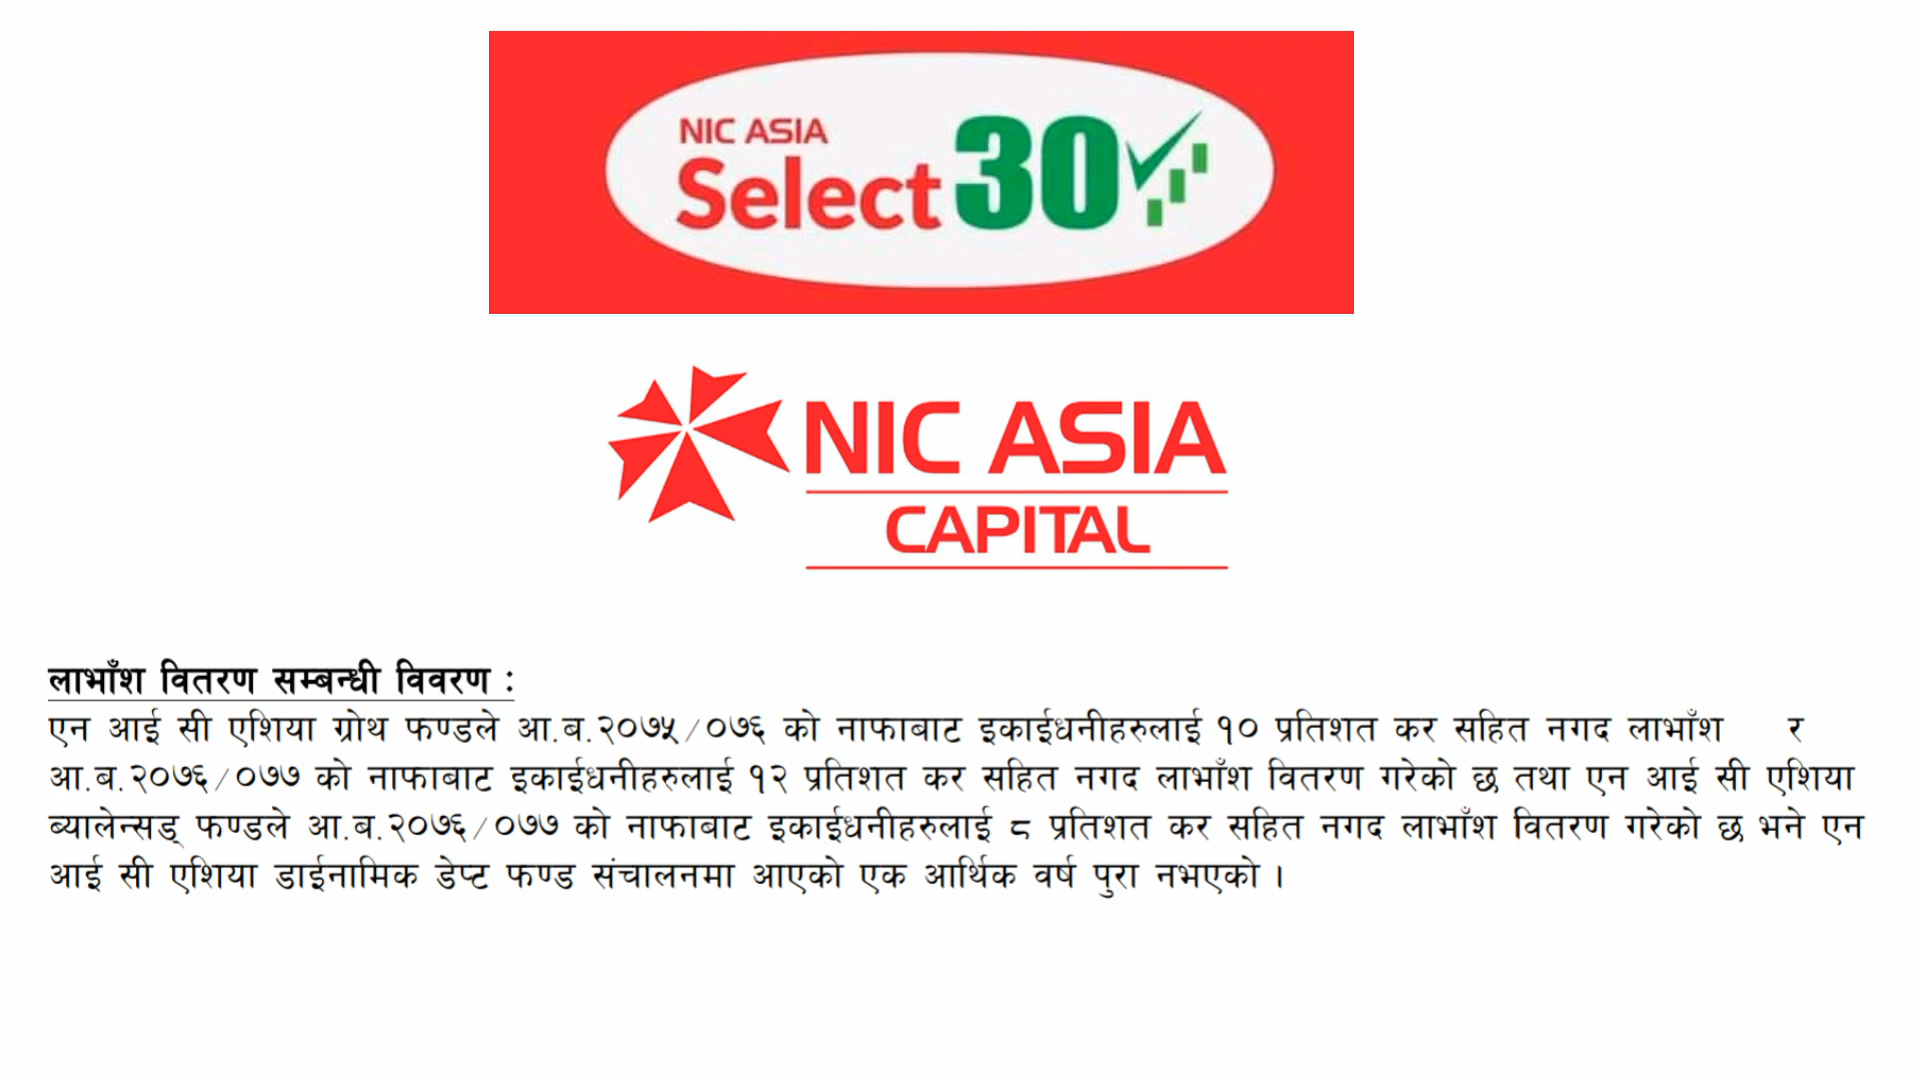 NIC ASIA
Select 30
NIC ASIA
CAPITAL
लाभाँश वितरण सम्बन्धी विवरण :
एन आई सी एशिया ग्रोथ फण्डले आ.ब.२०७५/०७६ को नाफाबाट इकाईधनीहरुलाई १० प्रतिशत कर सहित नगद लाभाँश र
आ.ब.२०७६/०७७ को नाफाबाट इकाईधनीहरुलाई १२ प्रतिशत कर सहित नगद लाभाँश वितरण गरेको छ तथा एन आई सी एशिया
ब्यालेन्सड् फण्डले आ.ब.२०७६/०७७ को नाफाबाट इकाईधनीहरुलाई ८ प्रतिशत कर सहित नगद लाभाँश वितरण गरेको छ भने एन
आई सी एशिया डाईनामिक डेप्ट फण्ड संचालनमा आएको एक आर्थिक वर्ष पुरा नभएको ।